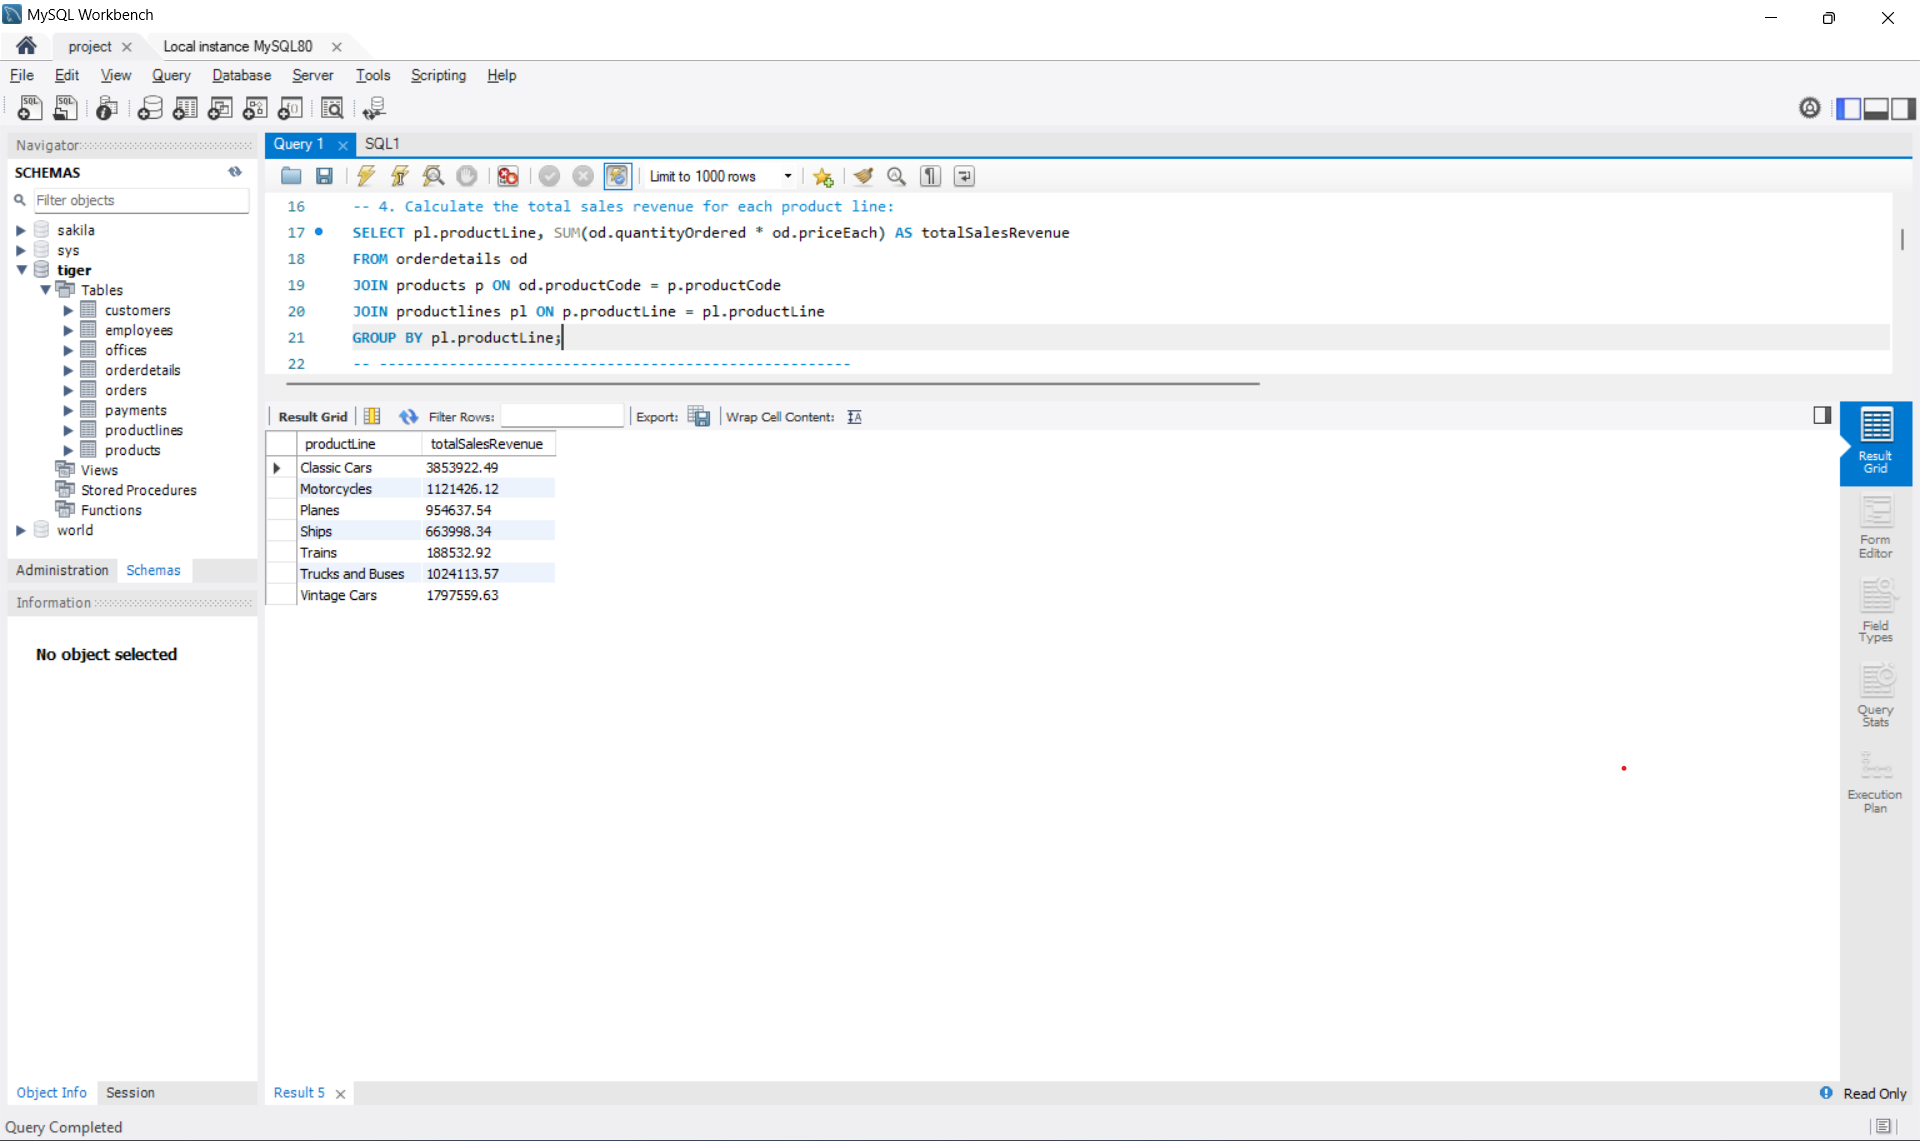 MySQL Workbench
project
Local instance MySQL80
File Edit View Query Database Server Tools Scripting Help
Navigator
SCHEMAS
Filter objects
sakila
sys
tiger
Tables
customers
employees
offices
orderdetails
orders
payments
productlines
products
Views
Stored Procedures
Functions
world
Administration Schemas
Information
No object selected
Object Info Session
Query 1 SQL1
Limit to 1000 rows
16 -- 4. Calculate the total sales revenue for each product line:
17 SELECT pl.productLine, SUM(od.quantityOrdered * od.priceEach) AS totalSalesRevenue
18 FROM orderdetails od
19 JOIN products p ON od.productCode = p.productCode
20 JOIN productlines pl ON p.productLine = pl.productLine
21 GROUP BY pl.productLine;
22 -- ------------------------------------------------------
Result Grid Filter Rows: Export: Wrap Cell Content:
productLine totalSalesRevenue
Classic Cars 3853922.49
Motorcycles 1121426.12
Planes 954637.54
Ships 663998.34
Trains 188532.92
Trucks and Buses 1024113.57
Vintage Cars 1797559.63
Result
Grid
Form
Editor
Field
Types
Query
Stats
Execution
Plan
Result 5
Read Only
Query Completed